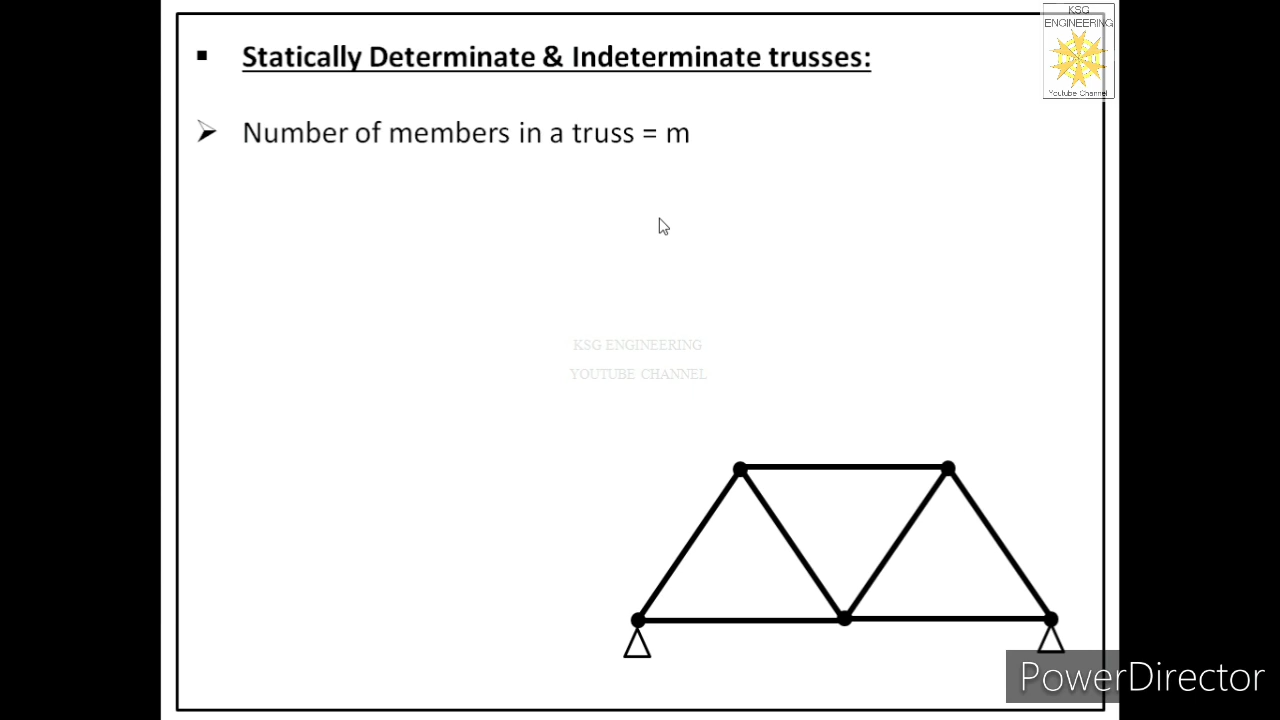 KSG
ENGINEERING
Youtube Channel
Statically Determinate & Indeterminate trusses:
Number of members in a truss = m
KSG ENGINEERING
YOUTUBE CHANNEL
PowerDirector